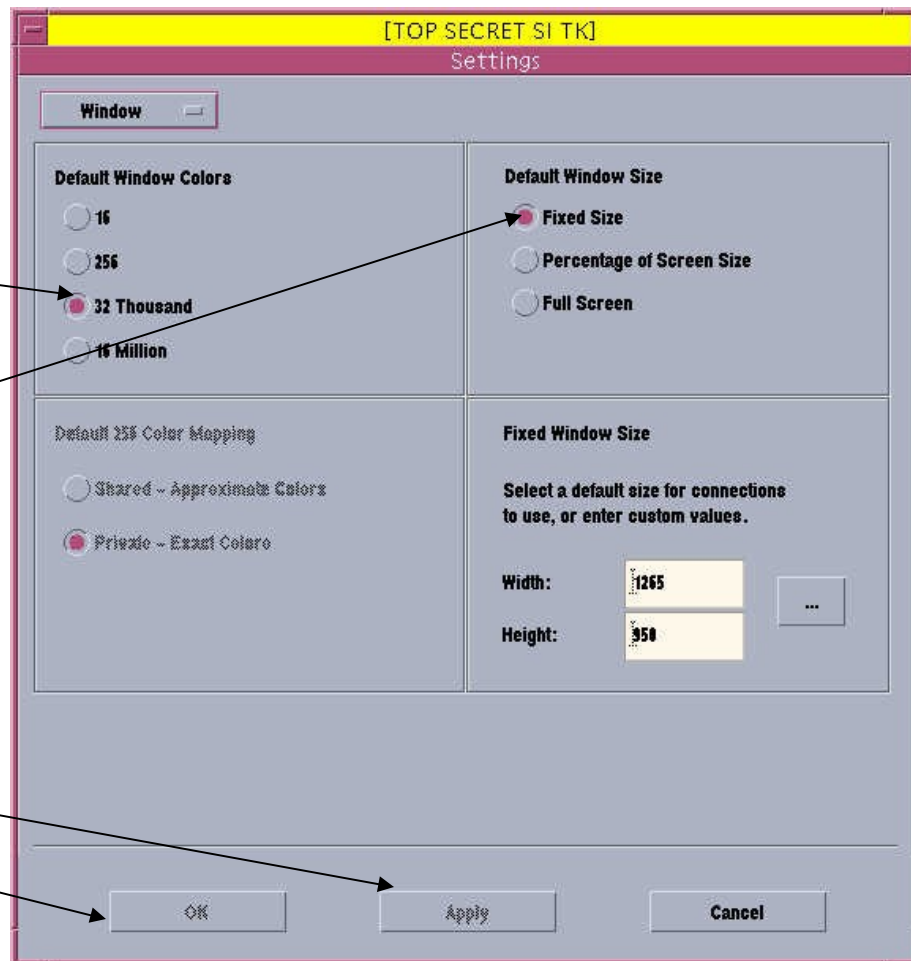 [TOP SECRET SI TK]
Settings
Window
Default Window Colors
16
256
32 Thousand
16 Million
Default Window Size
Fixed Size
Percentage of Screen Size
Full Screen
Default 256 Color Mapping
Shared - Approximate Colors
Private - Exact Colors
Fixed Window Size
Select a default size for connections
to use, or enter custom values.
Width: 1265
...
Height: 950
OK
Apply
Cancel